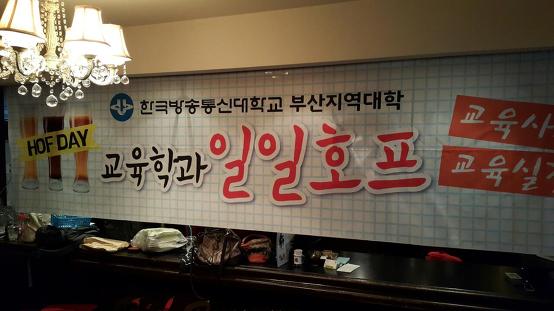 한국방송통신대학교 부산지역대학
HOF DAY
교육학과 일일호프
교육사
교육실